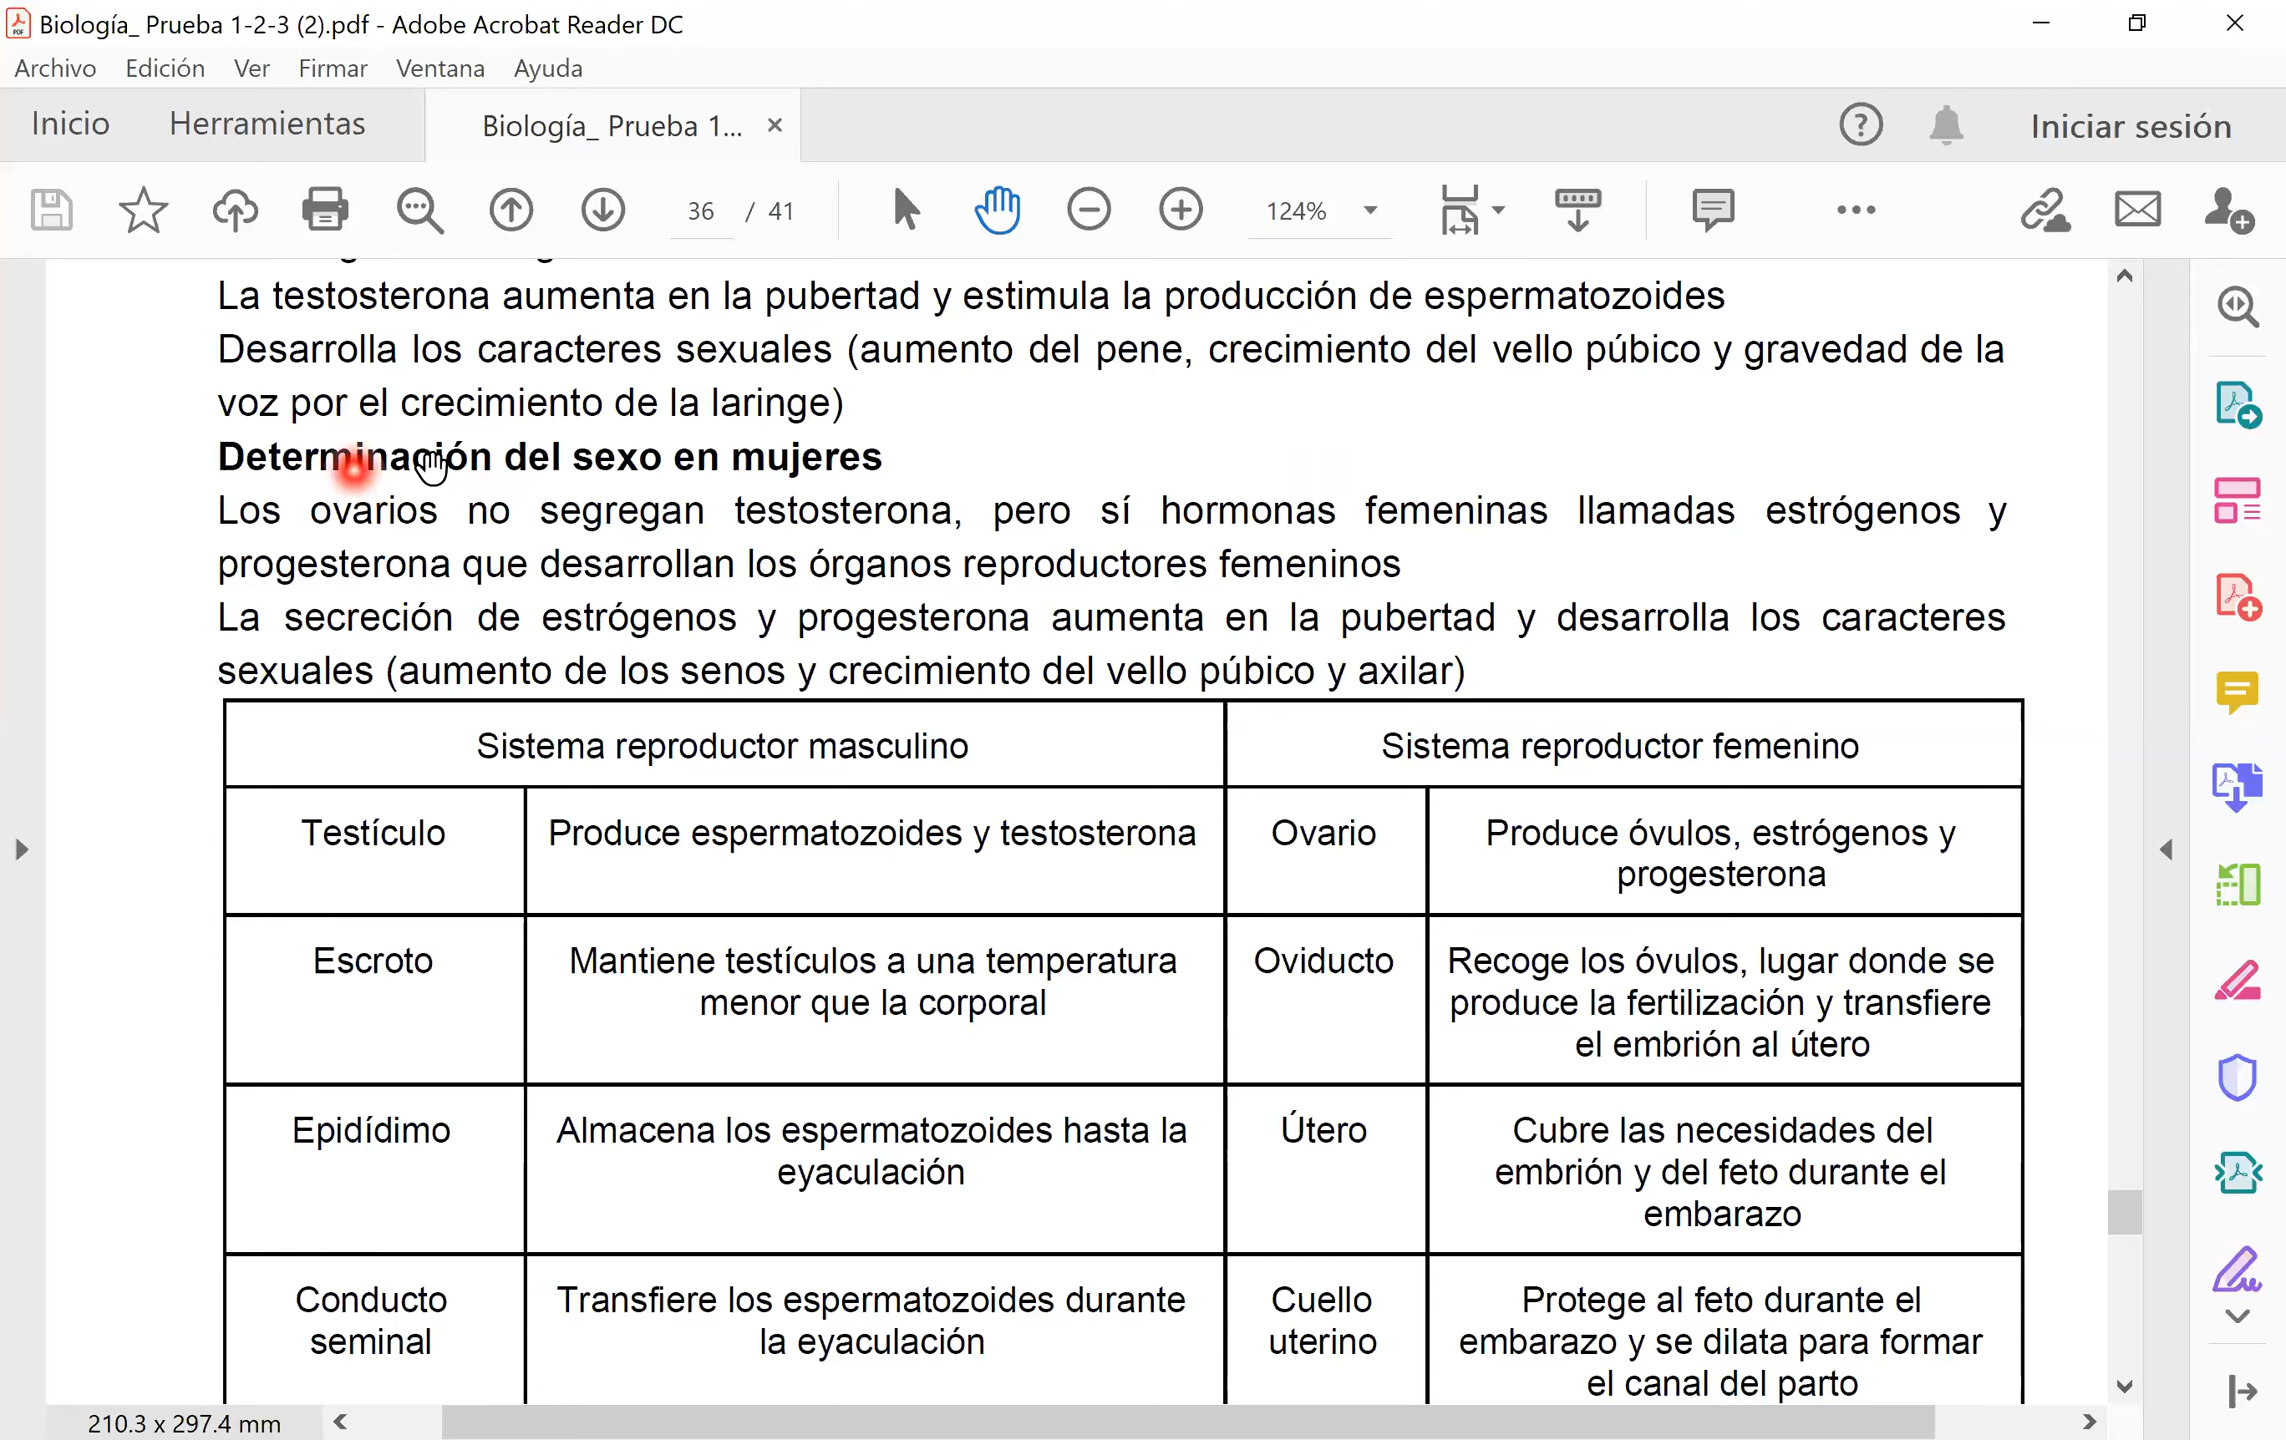 Biología_ Prueba 1-2-3 (2).pdf - Adobe Acrobat Reader DC
Archivo Edición Ver Firmar Ventana Ayuda
Inicio Herramientas Biología_ Prueba 1... Iniciar sesión
36 / 41 124%
La testosterona aumenta en la pubertad y estimula la producción de espermatozoides
Desarrolla los caracteres sexuales (aumento del pene, crecimiento del vello púbico y gravedad de la
voz por el crecimiento de la laringe)
Determinación del sexo en mujeres
Los ovarios no segregan testosterona, pero sí hormonas femeninas llamadas estrógenos y
progesterona que desarrollan los órganos reproductores femeninos
La secreción de estrógenos y progesterona aumenta en la pubertad y desarrolla los caracteres
sexuales (aumento de los senos y crecimiento del vello púbico y axilar)
Sistema reproductor masculino
Sistema reproductor femenino
Testículo
Produce espermatozoides y testosterona
Ovario
Produce óvulos, estrógenos y
progesterona
Escroto
Mantiene testículos a una temperatura
menor que la corporal
Oviducto
Recoge los óvulos, lugar donde se
produce la fertilización y transfiere
el embrión al útero
Epidídimo
Almacena los espermatozoides hasta la
eyaculación
Útero
Cubre las necesidades del
embrión y del feto durante el
embarazo
Conducto
seminal
Transfiere los espermatozoides durante
la eyaculación
Cuello
uterino
Protege al feto durante el
embarazo y se dilata para formar
el canal del parto
210.3 x 297.4 mm